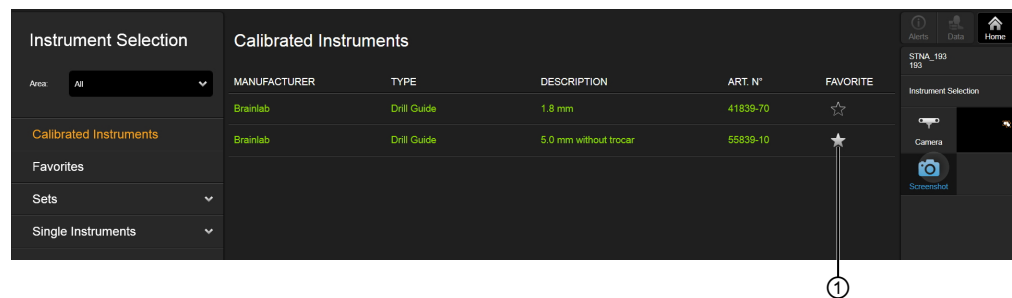 Instrument Selection
Area: All
Calibrated Instruments
Favorites
Sets
Single Instruments
Calibrated Instruments
MANUFACTURER TYPE DESCRIPTION ART. N° FAVORITE
Brainlab Drill Guide 1.8 mm 41839-70
Brainlab Drill Guide 5.0 mm without trocar 55839-10
Alerts Data Home
STNA_193
193
Instrument Selection
Camera
Screenshot
1